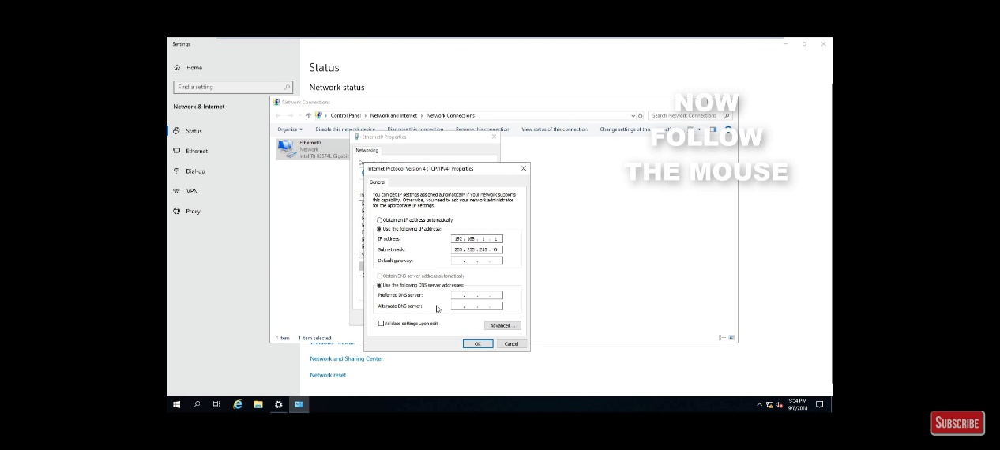 Settings
Home
Find a setting
Network & Internet
Status
Ethernet
Dial-up
VPN
Proxy
Status
Network status
Network Connections
Control Panel > Network and Internet > Network Connections
Search Network Connections
Organize
Disable this network device
Diagnose this connection
Rename this connection
View status of this connection
Change settings of this
NOW
FOLLOW
THE MOUSE
Ethernet0
Network
Intel(R) 82574L Gigabit
Ethernet0 Properties
Networking
Internet Protocol Version 4 (TCP/IPv4) Properties
General
You can get IP settings assigned automatically if your network supports
this capability. Otherwise, you need to ask your network administrator
for the appropriate IP settings.
Obtain an IP address automatically
Use the following IP address:
IP address: 192 . 168 . 1 . 1
Subnet mask: 255 . 255 . 255 . 0
Default gateway: . . .
Obtain DNS server address automatically
Use the following DNS server addresses:
Preferred DNS server: . . .
Alternate DNS server: . . .
Validate settings upon exit
Advanced...
OK
Cancel
1 item
1 item selected
Windows Firewall
Network and Sharing Center
Network reset
9:54 PM
9/8/2018
SUBSCRIBE